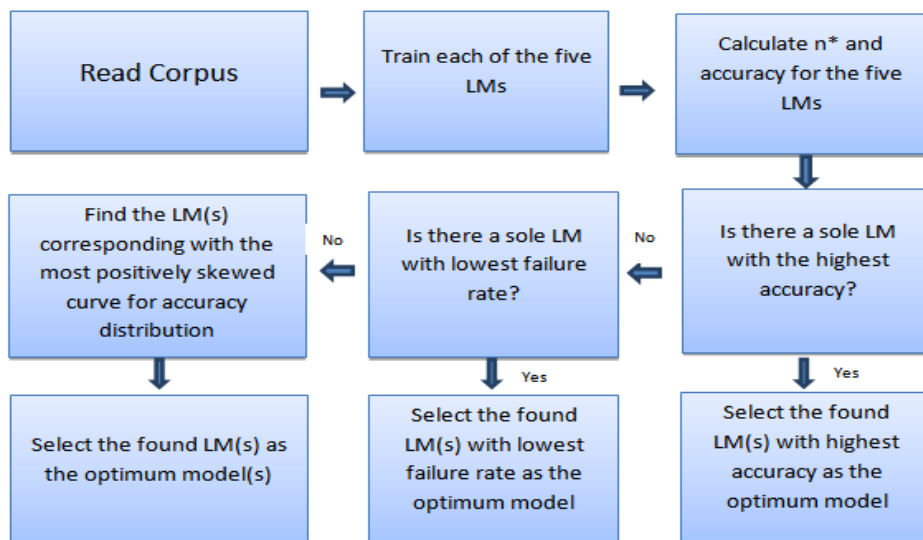 Read Corpus
Train each of the five
LMs
Calculate n* and
accuracy for the five
LMs
Is there a sole LM
with the highest
accuracy?
No
Is there a sole LM
with lowest failure
rate?
No
Find the LM(s)
corresponding with the
most positively skewed
curve for accuracy
distribution
Yes
Yes
Select the found LM(s) as
the optimum model(s)
Select the found
LM(s) with lowest
failure rate as the
optimum model
Select the found
LM(s) with highest
accuracy as the
optimum model